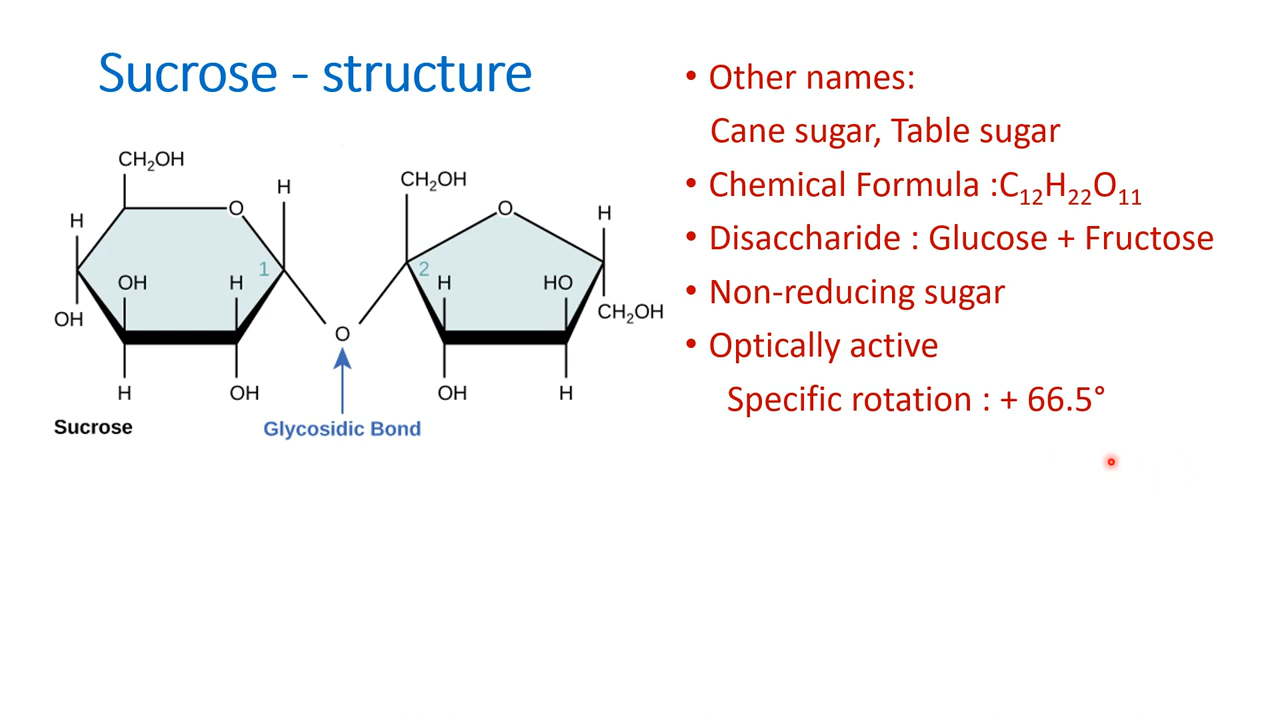 Sucrose - structure
CH₂OH
O
H
H
OH
H
1
OH
H
OH
O
CH₂OH
O
H
2
H
HO
CH₂OH
OH
H
Sucrose
Glycosidic Bond
• Other names:
Cane sugar, Table sugar
• Chemical Formula :C₁₂H₂₂O₁₁
• Disaccharide : Glucose + Fructose
• Non-reducing sugar
• Optically active
Specific rotation : + 66.5°